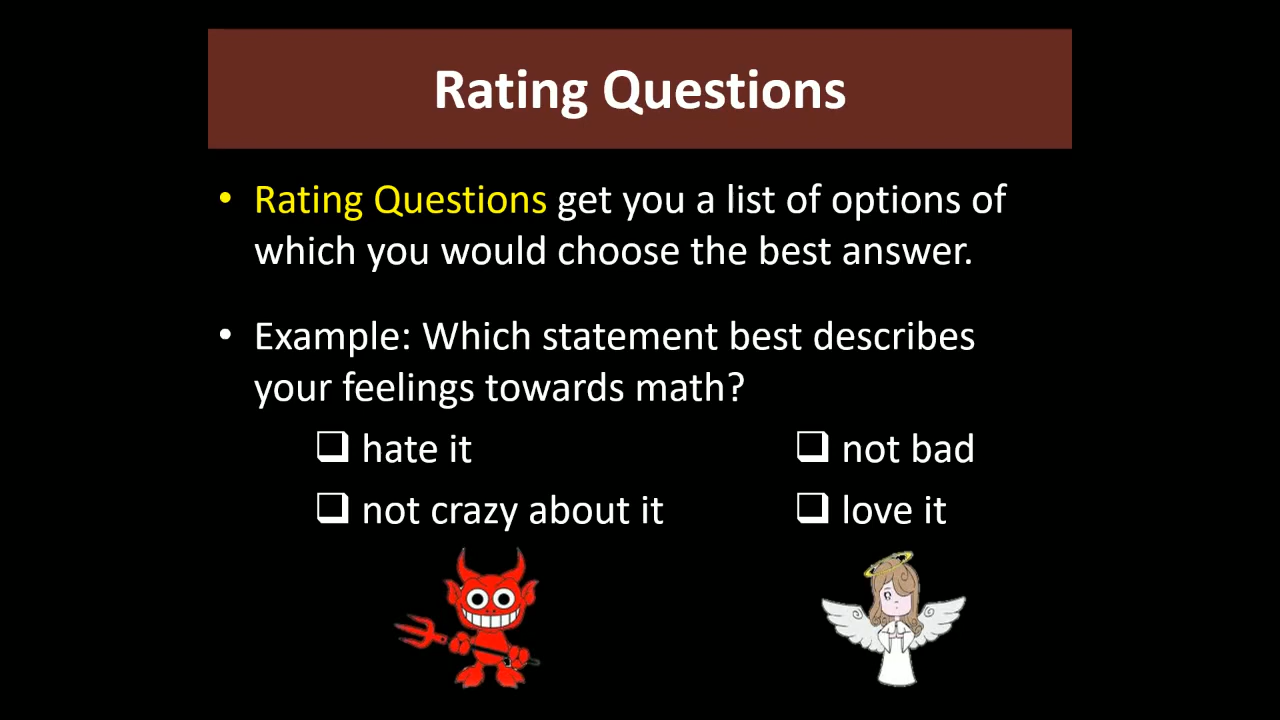 Rating Questions
• Rating Questions get you a list of options of
which you would choose the best answer.
• Example: Which statement best describes
your feelings towards math?
❑ hate it ❑ not bad
❑ not crazy about it ❑ love it